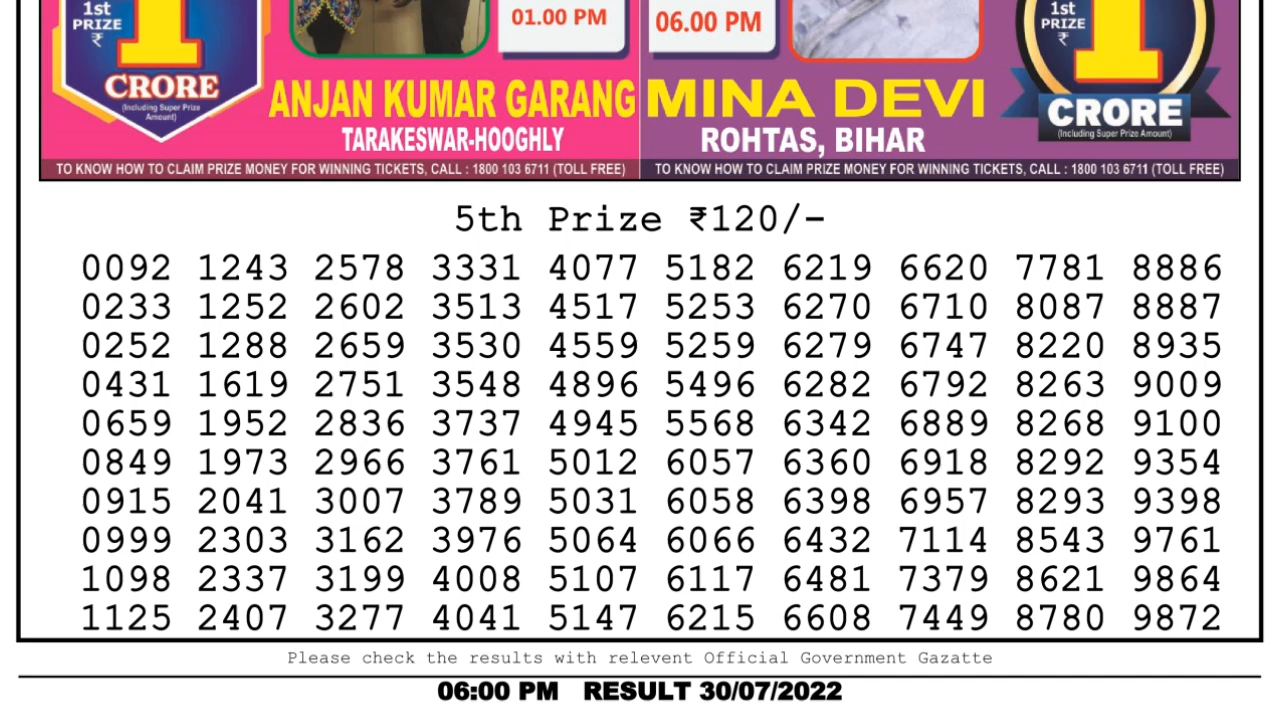 1st
PRIZE
₹
1
CRORE
(Including Super Prize
Amount)
01.00 PM
ANJAN KUMAR GARANG
TARAKESWAR-HOOGHLY
TO KNOW HOW TO CLAIM PRIZE MONEY FOR WINNING TICKETS, CALL : 1800 103 6711 (TOLL FREE)
06.00 PM
1st
PRIZE
₹
1
CRORE
(Including Super Prize Amount)
MINA DEVI
ROHTAS, BIHAR
TO KNOW HOW TO CLAIM PRIZE MONEY FOR WINNING TICKETS, CALL : 1800 103 6711 (TOLL FREE)
5th Prize ₹120/-
0092 1243 2578 3331 4077 5182 6219 6620 7781 8886
0233 1252 2602 3513 4517 5253 6270 6710 8087 8887
0252 1288 2659 3530 4559 5259 6279 6747 8220 8935
0431 1619 2751 3548 4896 5496 6282 6792 8263 9009
0659 1952 2836 3737 4945 5568 6342 6889 8268 9100
0849 1973 2966 3761 5012 6057 6360 6918 8292 9354
0915 2041 3007 3789 5031 6058 6398 6957 8293 9398
0999 2303 3162 3976 5064 6066 6432 7114 8543 9761
1098 2337 3199 4008 5107 6117 6481 7379 8621 9864
1125 2407 3277 4041 5147 6215 6608 7449 8780 9872
Please check the results with relevent Official Government Gazatte
06:00 PM RESULT 30/07/2022